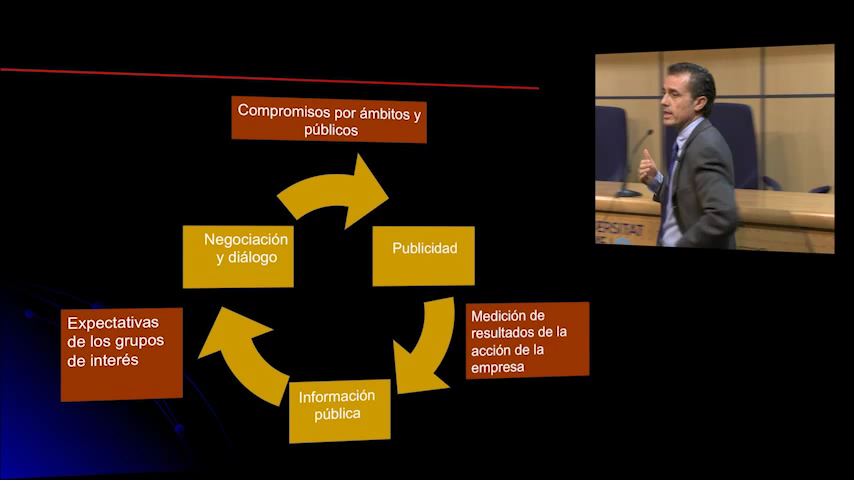 Compromisos por ámbitos y
públicos
Negociación
y diálogo
Publicidad
Expectativas
de los grupos
de interés
Medición de
resultados de la
acción de la
empresa
Información
pública